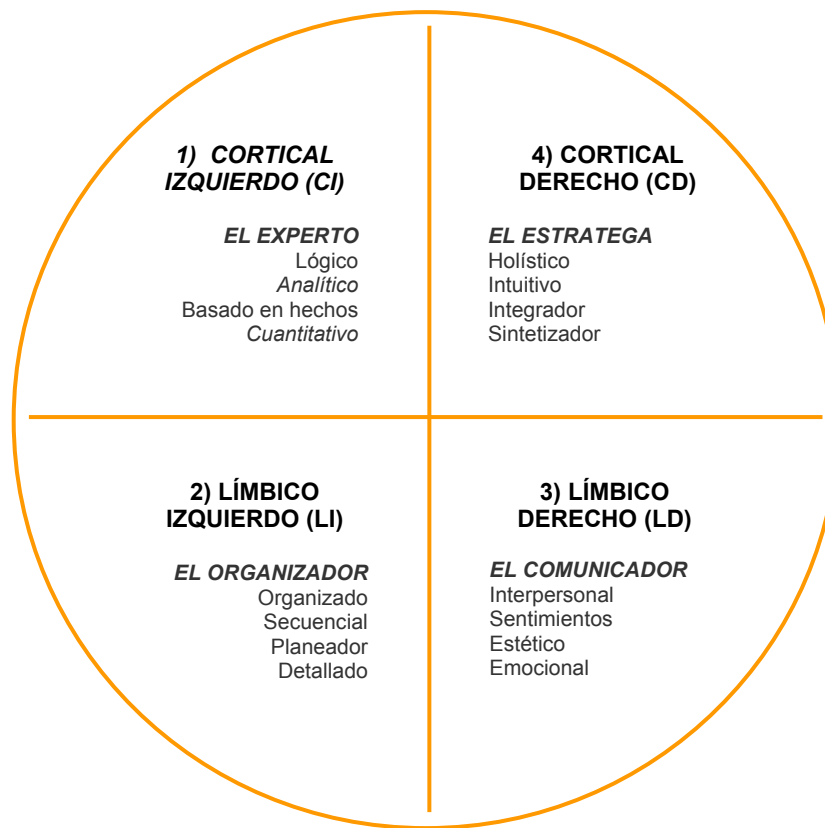 1) CORTICAL
IZQUIERDO (CI)
EL EXPERTO
Lógico
Analítico
Basado en hechos
Cuantitativo
4) CORTICAL
DERECHO (CD)
EL ESTRATEGA
Holístico
Intuitivo
Integrador
Sintetizador
2) LÍMBICO
IZQUIERDO (LI)
EL ORGANIZADOR
Organizado
Secuencial
Planeador
Detallado
3) LÍMBICO
DERECHO (LD)
EL COMUNICADOR
Interpersonal
Sentimientos
Estético
Emocional